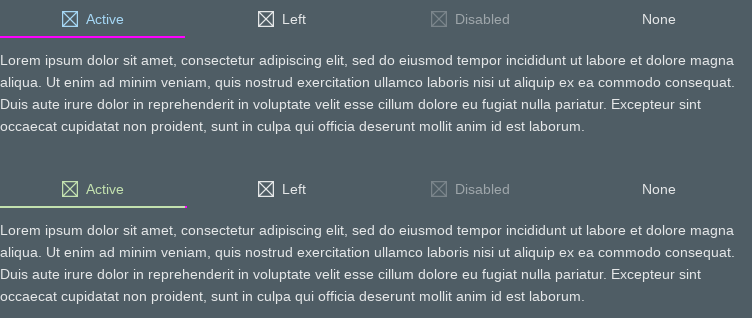 Active Left Disabled None
Lorem ipsum dolor sit amet, consectetur adipiscing elit, sed do eiusmod tempor incididunt ut labore et dolore magna
aliqua. Ut enim ad minim veniam, quis nostrud exercitation ullamco laboris nisi ut aliquip ex ea commodo consequat.
Duis aute irure dolor in reprehenderit in voluptate velit esse cillum dolore eu fugiat nulla pariatur. Excepteur sint
occaecat cupidatat non proident, sunt in culpa qui officia deserunt mollit anim id est laborum.
Active Left Disabled None
Lorem ipsum dolor sit amet, consectetur adipiscing elit, sed do eiusmod tempor incididunt ut labore et dolore magna
aliqua. Ut enim ad minim veniam, quis nostrud exercitation ullamco laboris nisi ut aliquip ex ea commodo consequat.
Duis aute irure dolor in reprehenderit in voluptate velit esse cillum dolore eu fugiat nulla pariatur. Excepteur sint
occaecat cupidatat non proident, sunt in culpa qui officia deserunt mollit anim id est laborum.